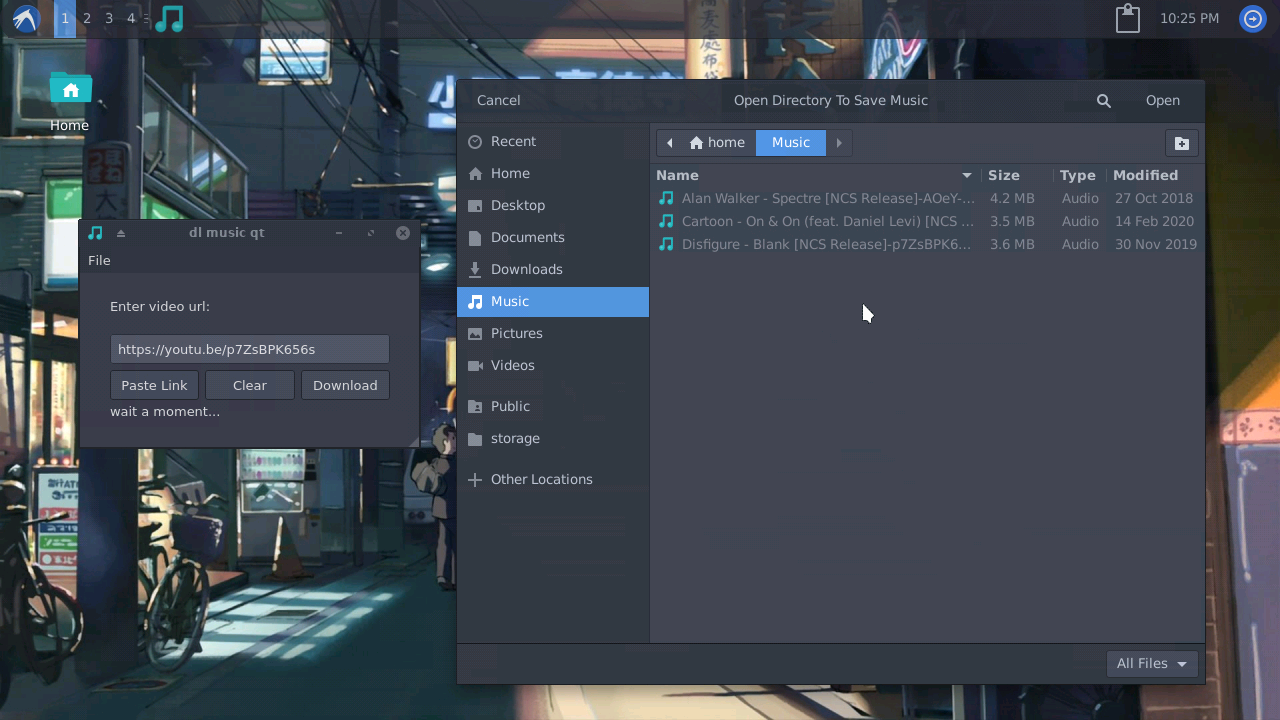 1 2 3 4
10:25 PM
Home
Cancel
Open Directory To Save Music
Open
Recent
Home
Desktop
Documents
Downloads
Music
Pictures
Videos
Public
storage
Other Locations
home Music
Name Size Type Modified
Alan Walker - Spectre [NCS Release]-AOeY-... 4.2 MB Audio 27 Oct 2018
Cartoon - On & On (feat. Daniel Levi) [NCS ... 3.5 MB Audio 14 Feb 2020
Disfigure - Blank [NCS Release]-p7ZsBPK6... 3.6 MB Audio 30 Nov 2019
All Files
dl music qt
File
Enter video url:
https://youtu.be/p7ZsBPK656s
Paste Link Clear Download
wait a moment...